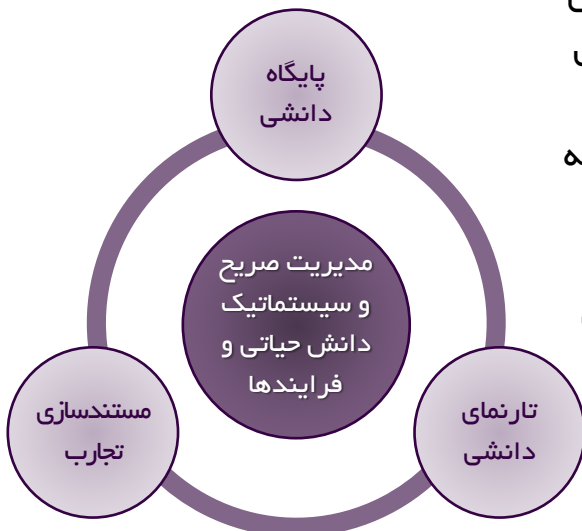 پایگاه
دانشی
مدیریت صریح
و سیستماتیک
دانش حیاتی و
فرایندها
تارنمای
دانشی
مستندسازی
تجارب